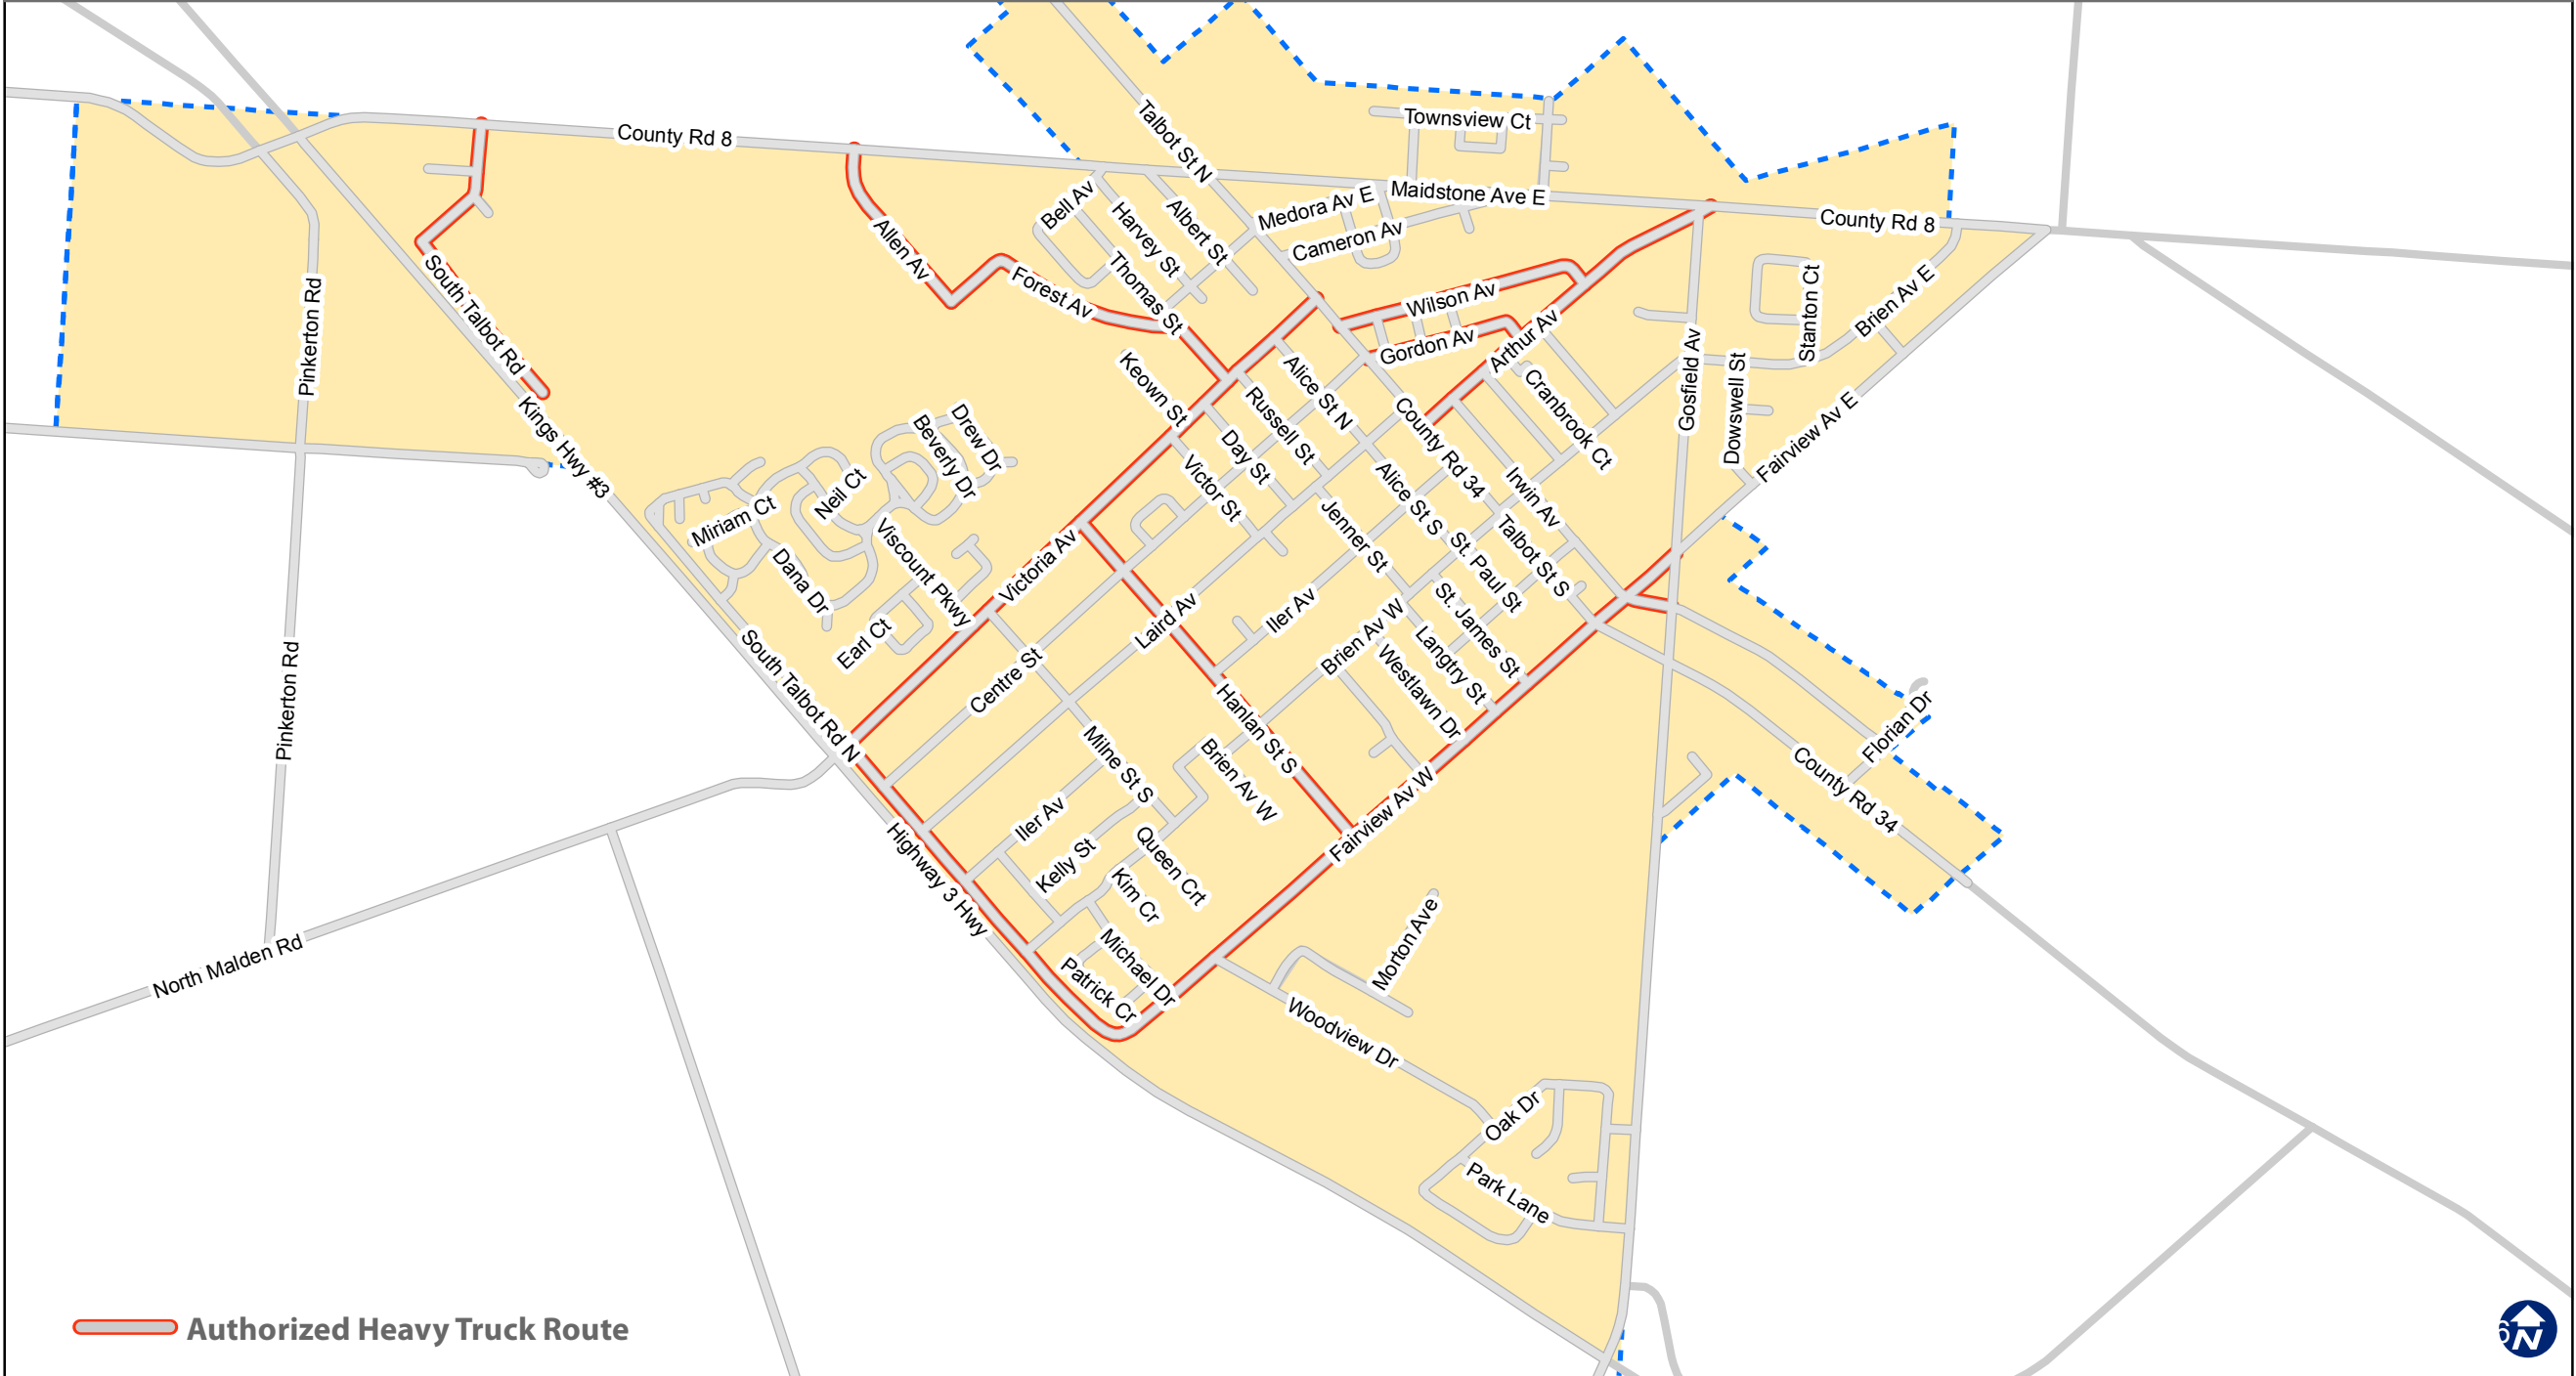 Townsview Ct
County Rd 8
Talbot St N
Maidstone Ave E
Bell Av
Harvey St
Albert St
Medora Av E
Cameron Av
County Rd 8
Allen Av
Thomas St
Forest Av
South Talbot Rd
Pinkerton Rd
Wilson Av
Gordon Av
Arthur Av
Stanton Ct
Brien Av E
Gosfield Av
Dowswell St
Keown St
Alice St N
Russell St
Cranbrook Ct
Kings Hwy #3
Drew Dr
Beverly Dr
Day St
County Rd 34
Fairview Av E
Victor St
Neil Ct
Miriam Ct
Alice St S
Irwin Av
Jenner St
Talbot St S
Viscount Pkwy
Dana Dr
Victoria Av
St. Paul St
Earl Ct
Laird Av
Iler Av
St. James St
Brien Av W
Langtry St
Westlawn Dr
Pinkerton Rd
South Talbot Rd N
Centre St
Hanlan St S
Florian Dr
Milne St S
Brien Av W
County Rd 34
Iler Av
Fairview Av W
Highway 3 Hwy
Kelly St
Queen Crt
Kim Cr
North Malden Rd
Michael Dr
Patrick Cr
Morton Ave
Woodview Dr
Oak Dr
Park Lane
Authorized Heavy Truck Route
N